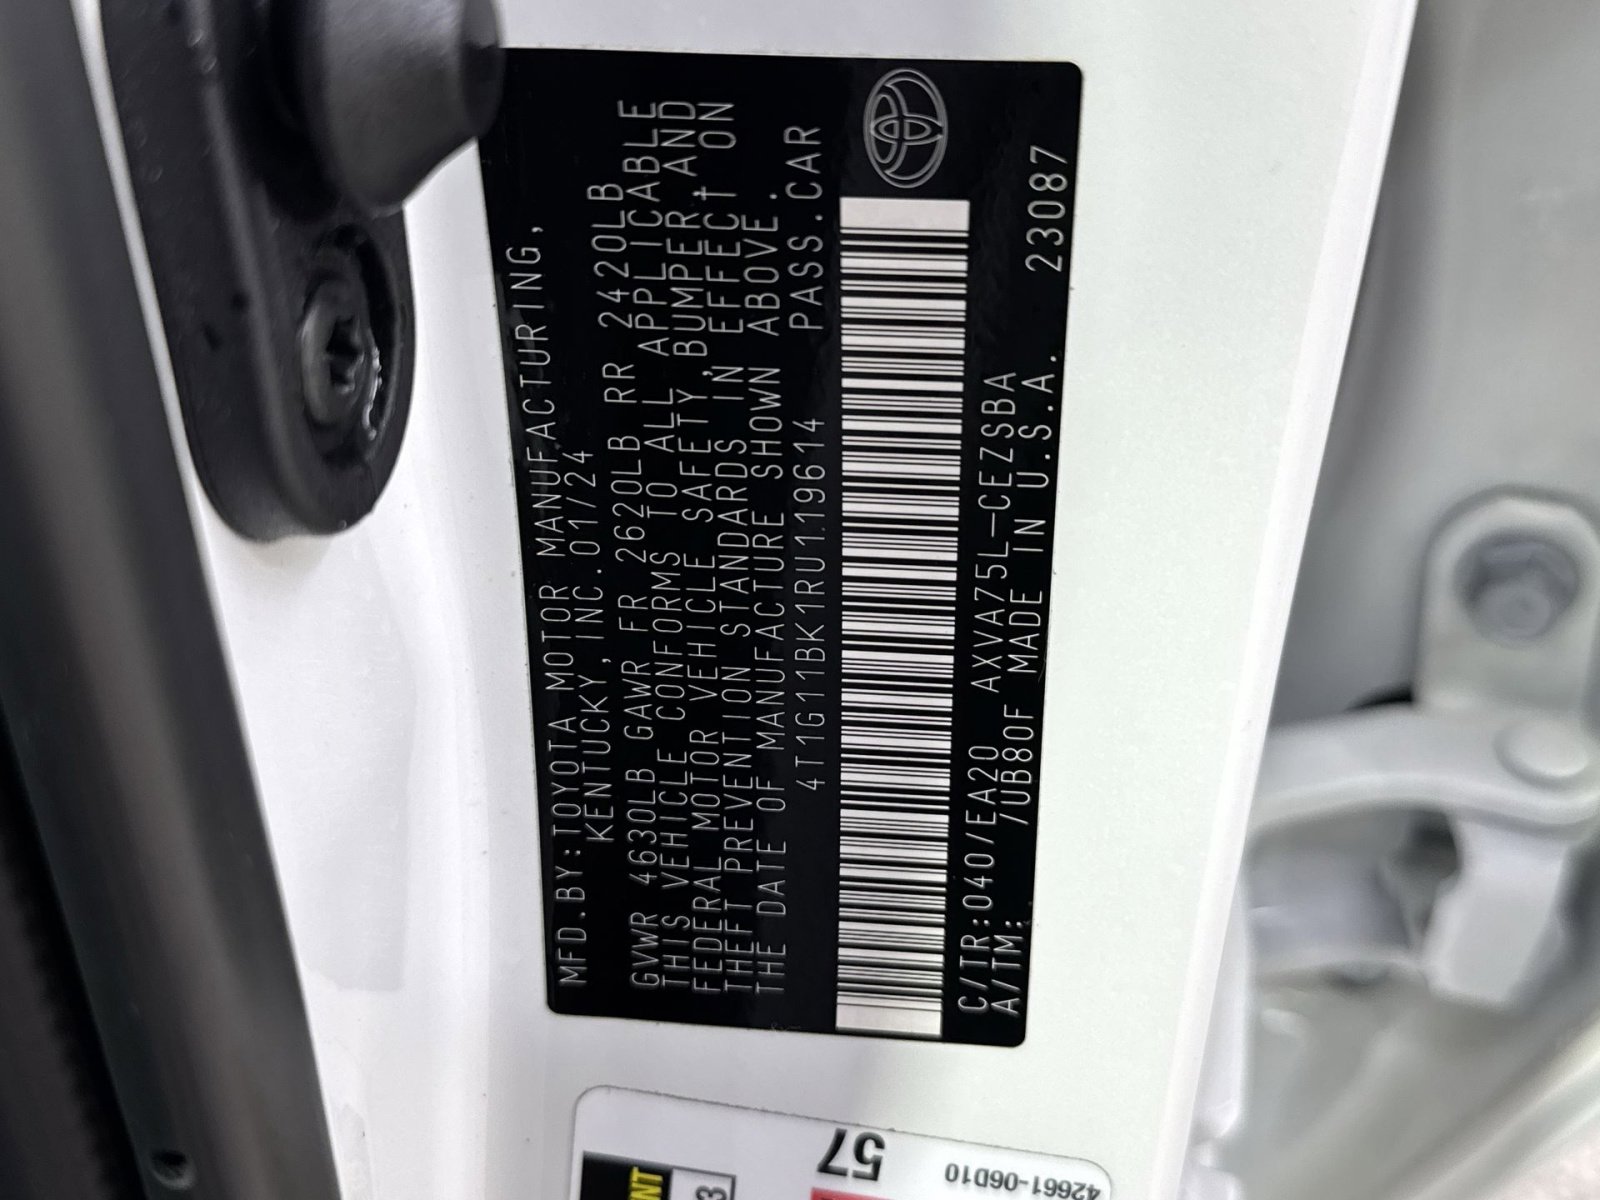 MFD.BY:TOYOTA MOTOR MANUFACTURING,
KENTUCKY, INC.01/24
GVWR 4630LB GAWR FR 2620LB RR 2420LB
THIS VEHICLE CONFORMS TO ALL APPLICABLE
FEDERAL MOTOR VEHICLE SAFETY, BUMPER, AND
THEFT PREVENTION STANDARDS IN EFFECT ON
THE DATE OF MANUFACTURE SHOWN ABOVE.
4T1G11BK1RU119614 PASS.CAR
C/TR:040/EA20 AXVA75L-CEZSBA
A/TM: /UB80F MADE IN U.S.A. 23087
42661-06D10
57
NT
3